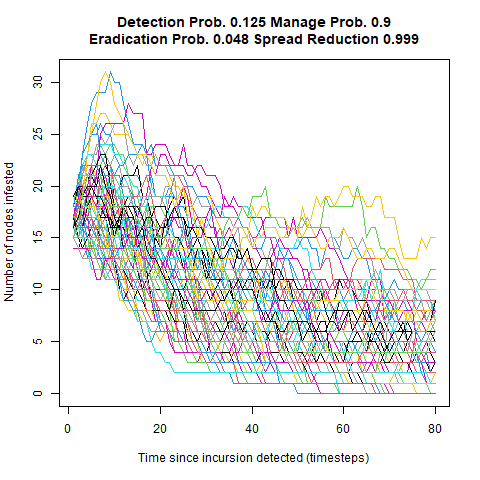 Detection Prob. 0.125 Manage Prob. 0.9
Eradication Prob. 0.048 Spread Reduction 0.999
Number of nodes infested
30
25
20
15
10
5
0
0 20 40 60 80
Time since incursion detected (timesteps)